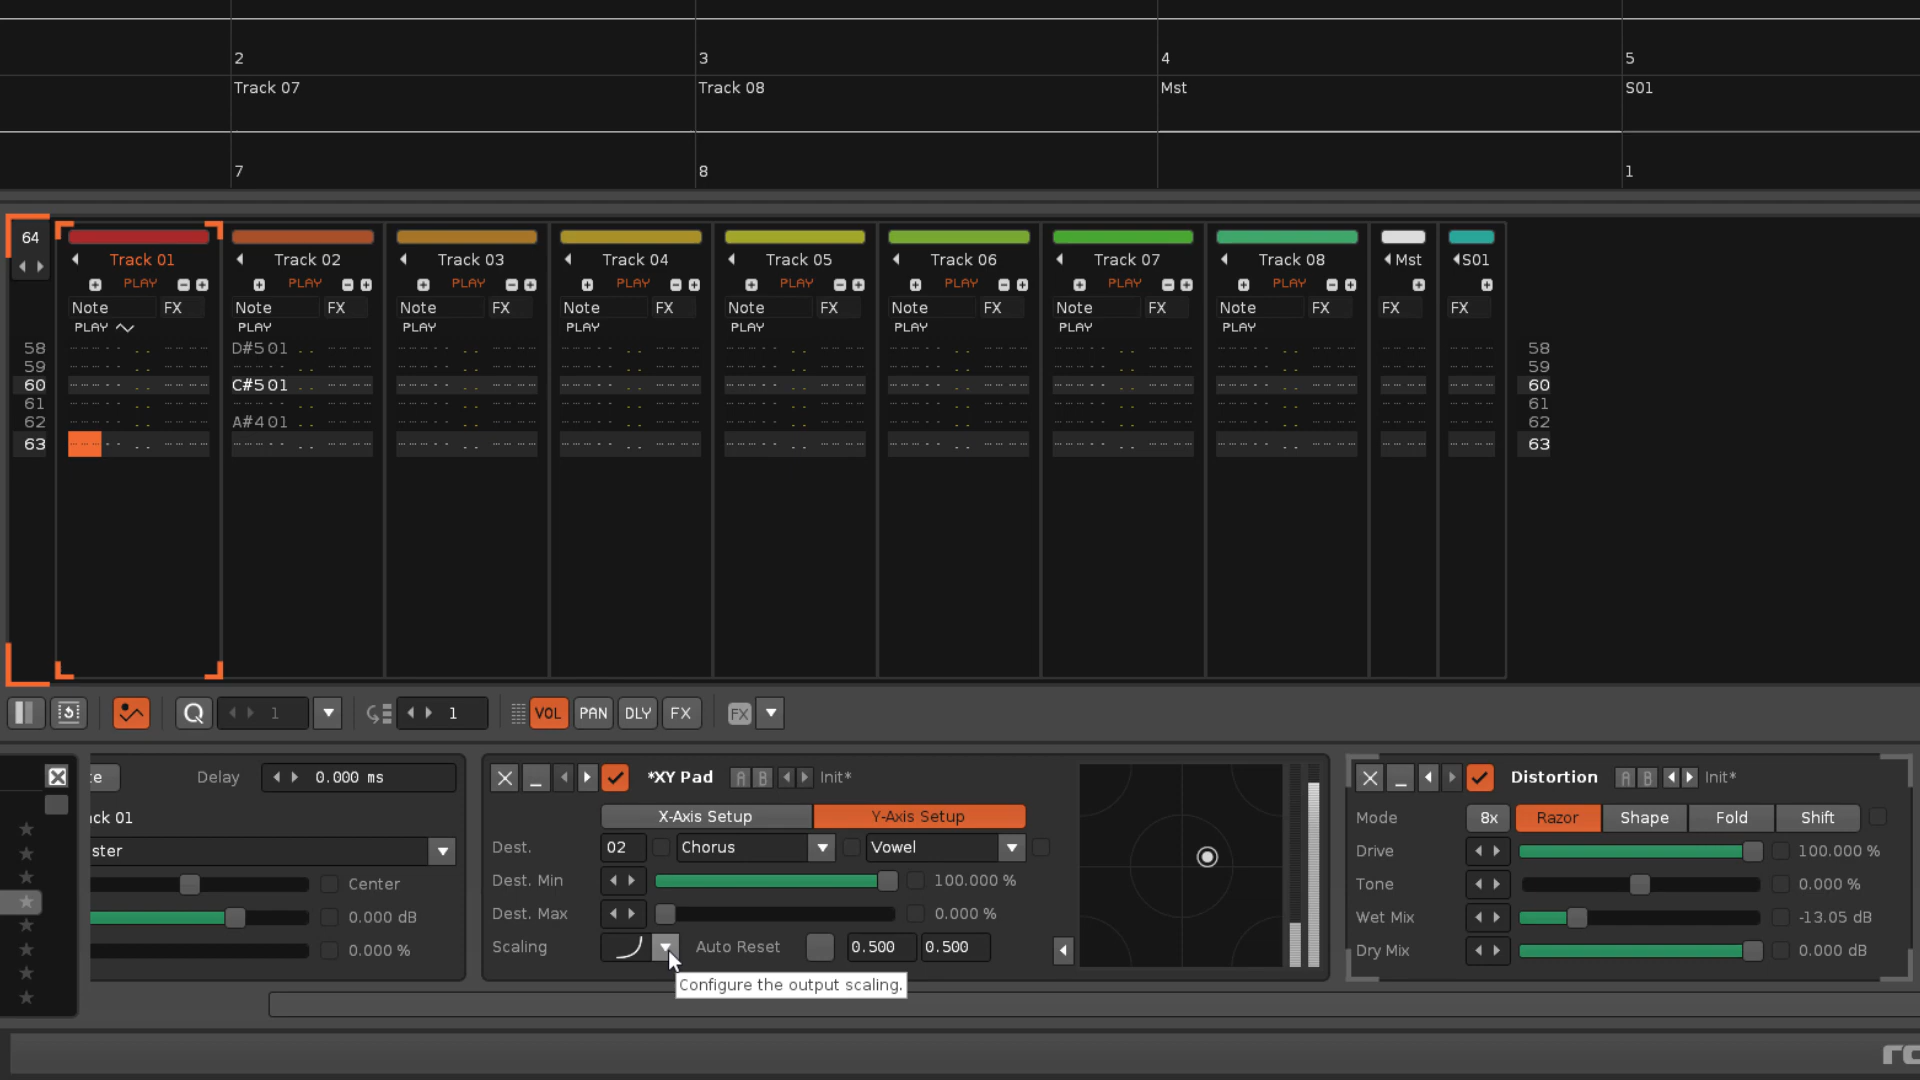 2 3 4 5
Track 07 Track 08 Mst S01
7 8 1
64
Track 01 Track 02 Track 03 Track 04 Track 05 Track 06 Track 07 Track 08 Mst S01
PLAY PLAY PLAY PLAY PLAY PLAY PLAY PLAY
Note FX Note FX Note FX Note FX Note FX Note FX Note FX Note FX FX FX
PLAY PLAY PLAY PLAY PLAY PLAY PLAY PLAY
58 D#5 01 58
59 59
60 C#5 01 60
61 61
62 A#4 01 62
63 63
Q 1 1 VOL PAN DLY FX FX
te Delay 0.000 ms *XY Pad A B Init* Distortion A B Init*
ck 01 X-Axis Setup Y-Axis Setup Mode 8x Razor Shape Fold Shift
ster Dest. 02 Chorus Vowel Drive 100.000 %
Center Dest. Min 100.000 % Tone 0.000 %
0.000 dB Dest. Max 0.000 % Wet Mix -13.05 dB
0.000 % Scaling Auto Reset 0.500 0.500 Dry Mix 0.000 dB
Configure the output scaling.